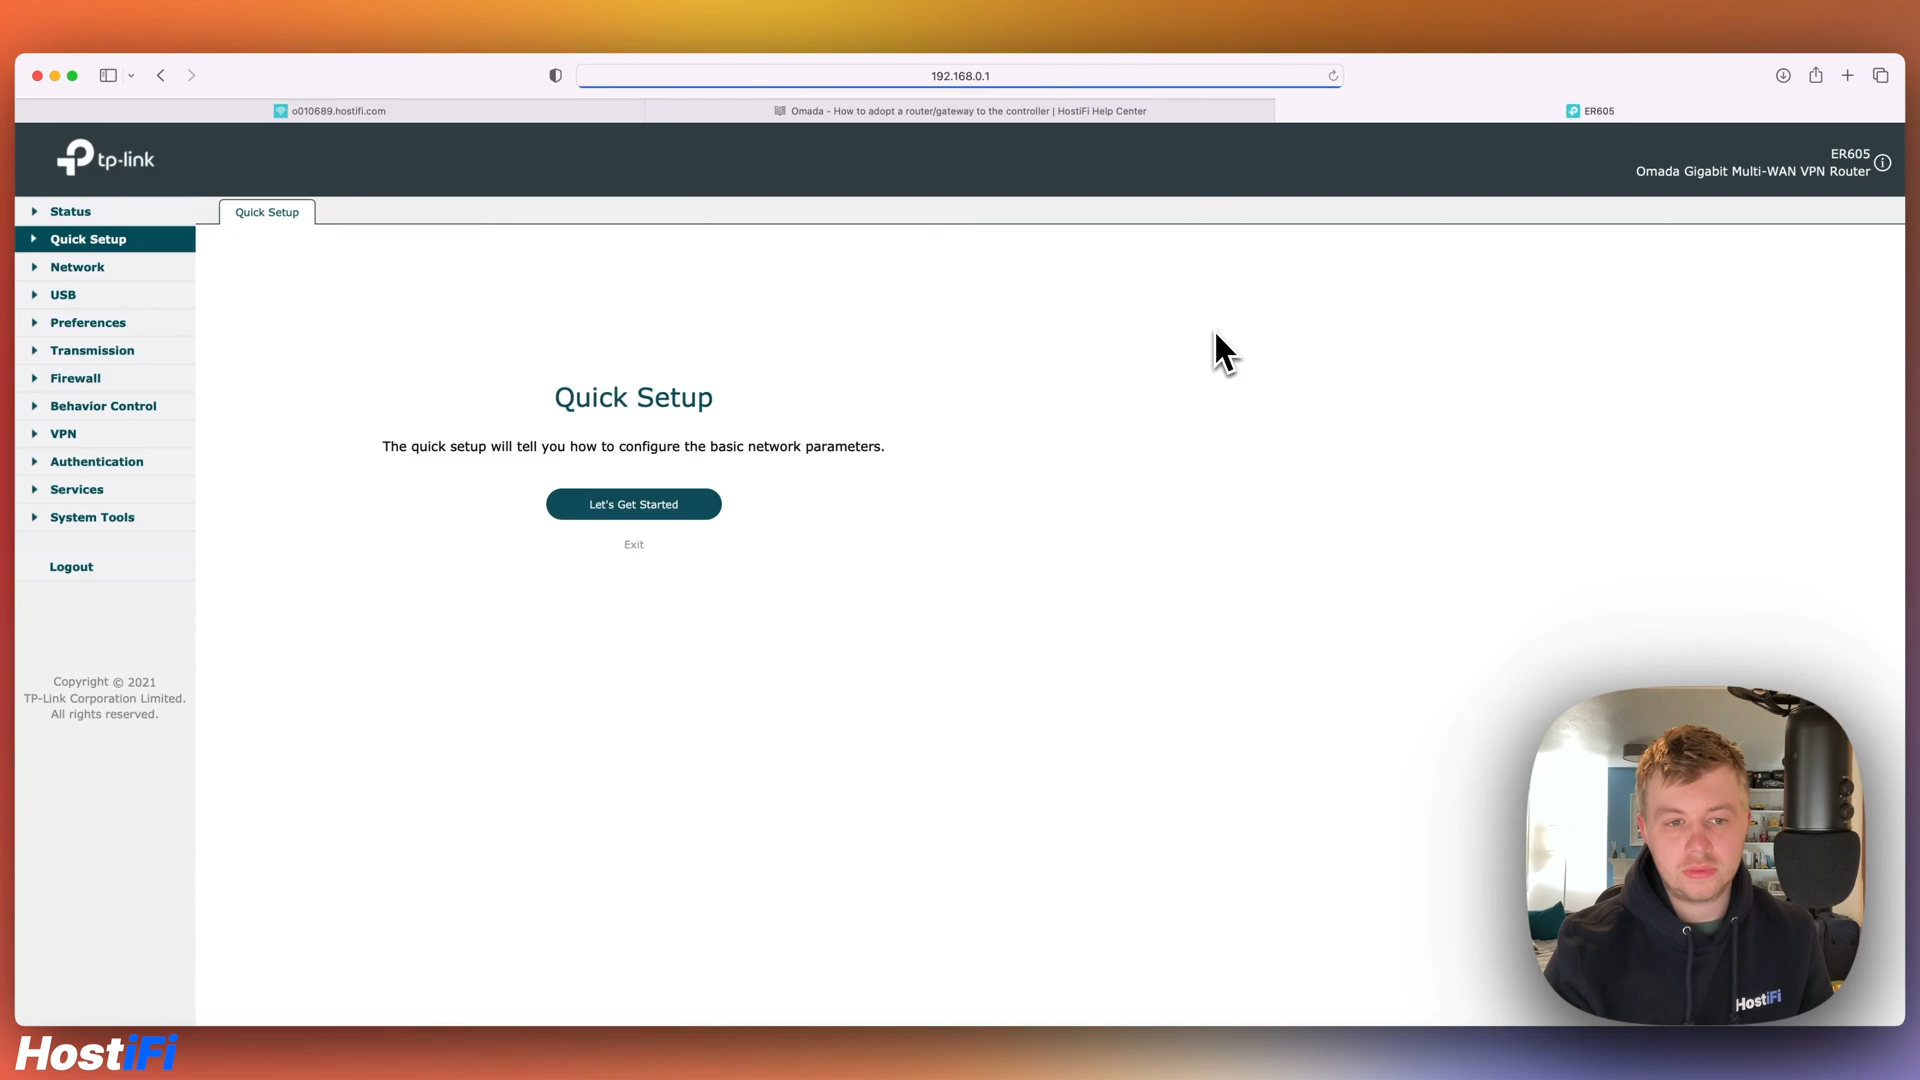 192.168.0.1
o010689.hostifi.com
Omada - How to adopt a router/gateway to the controller | HostiFi Help Center
ER605
tp-link
ER605
Omada Gigabit Multi-WAN VPN Router
Status
Quick Setup
Network
USB
Preferences
Transmission
Firewall
Behavior Control
VPN
Authentication
Services
System Tools
Logout
Copyright © 2021
TP-Link Corporation Limited.
All rights reserved.
Quick Setup
Quick Setup
The quick setup will tell you how to configure the basic network parameters.
Let's Get Started
Exit
HostiFi
HostiFi